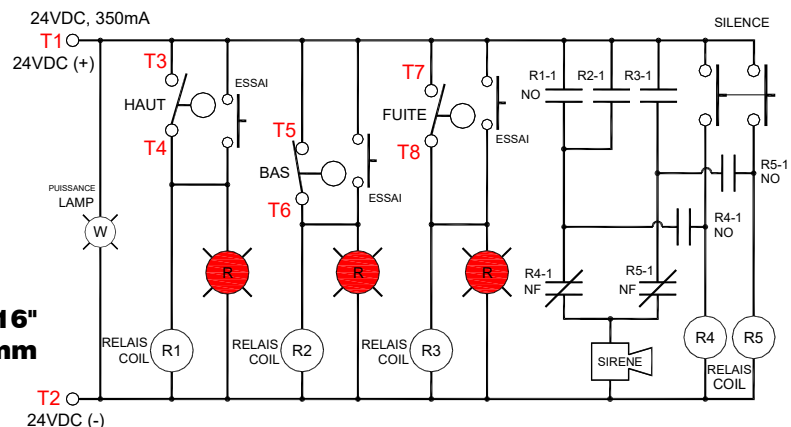 24VDC, 350mA
T1
24VDC (+)
SILENCE
T3
HAUT
T4
ESSAI
T5
BAS
T6
ESSAI
T7
FUITE
T8
ESSAI
R1-1
NO
R2-1
R3-1
R5-1
NO
R4-1
NO
PUISSANCE
LAMP
W
R
R
R
R4-1
NF
R5-1
NF
16"
mm
RELAIS
COIL
R1
RELAIS
COIL
R2
RELAIS
COIL
R3
SIRENE
R4
R5
RELAIS
COIL
T2
24VDC (-)